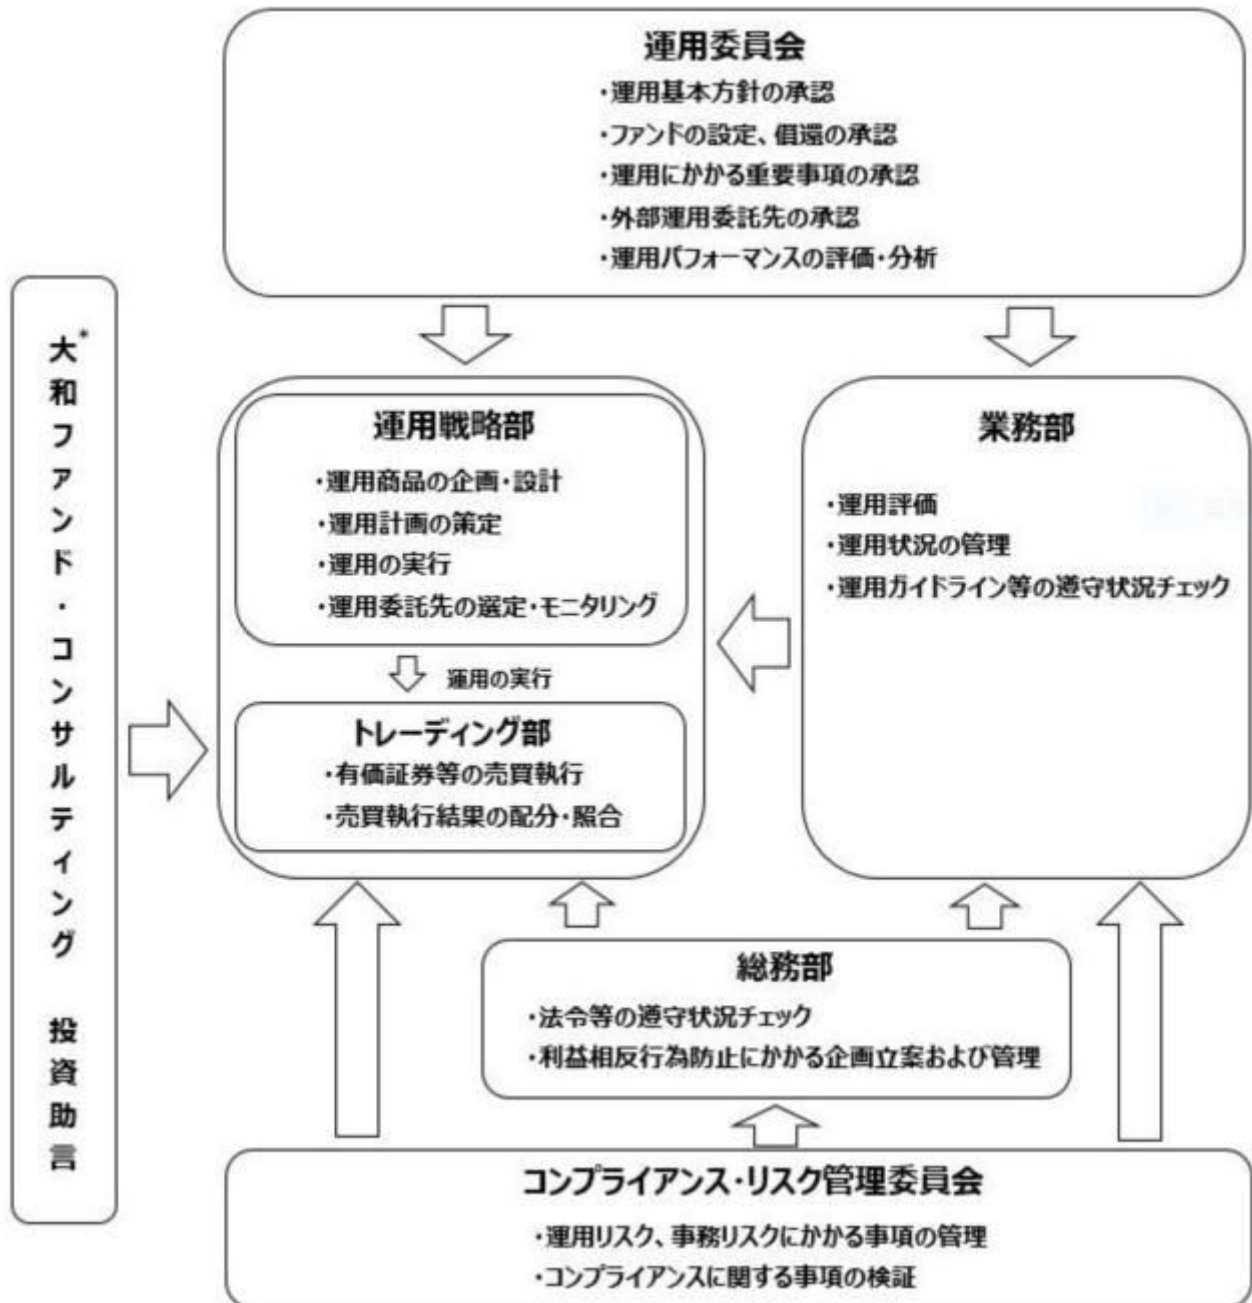 運用委員会
・運用基本方針の承認
・ファンドの設定、償還の承認
・運用にかかる重要事項の承認
・外部運用委託先の承認
・運用パフォーマンスの評価・分析
大和ファンド・コンサルティング 投資助言
*
運用戦略部
・運用商品の企画・設計
・運用計画の策定
・運用の実行
・運用委託先の選定・モニタリング
運用の実行
トレーディング部
・有価証券等の売買執行
・売買執行結果の配分・照合
業務部
・運用評価
・運用状況の管理
・運用ガイドライン等の遵守状況チェック
総務部
・法令等の遵守状況チェック
・利益相反行為防止にかかる企画立案および管理
コンプライアンス・リスク管理委員会
・運用リスク、事務リスクにかかる事項の管理
・コンプライアンスに関する事項の検証